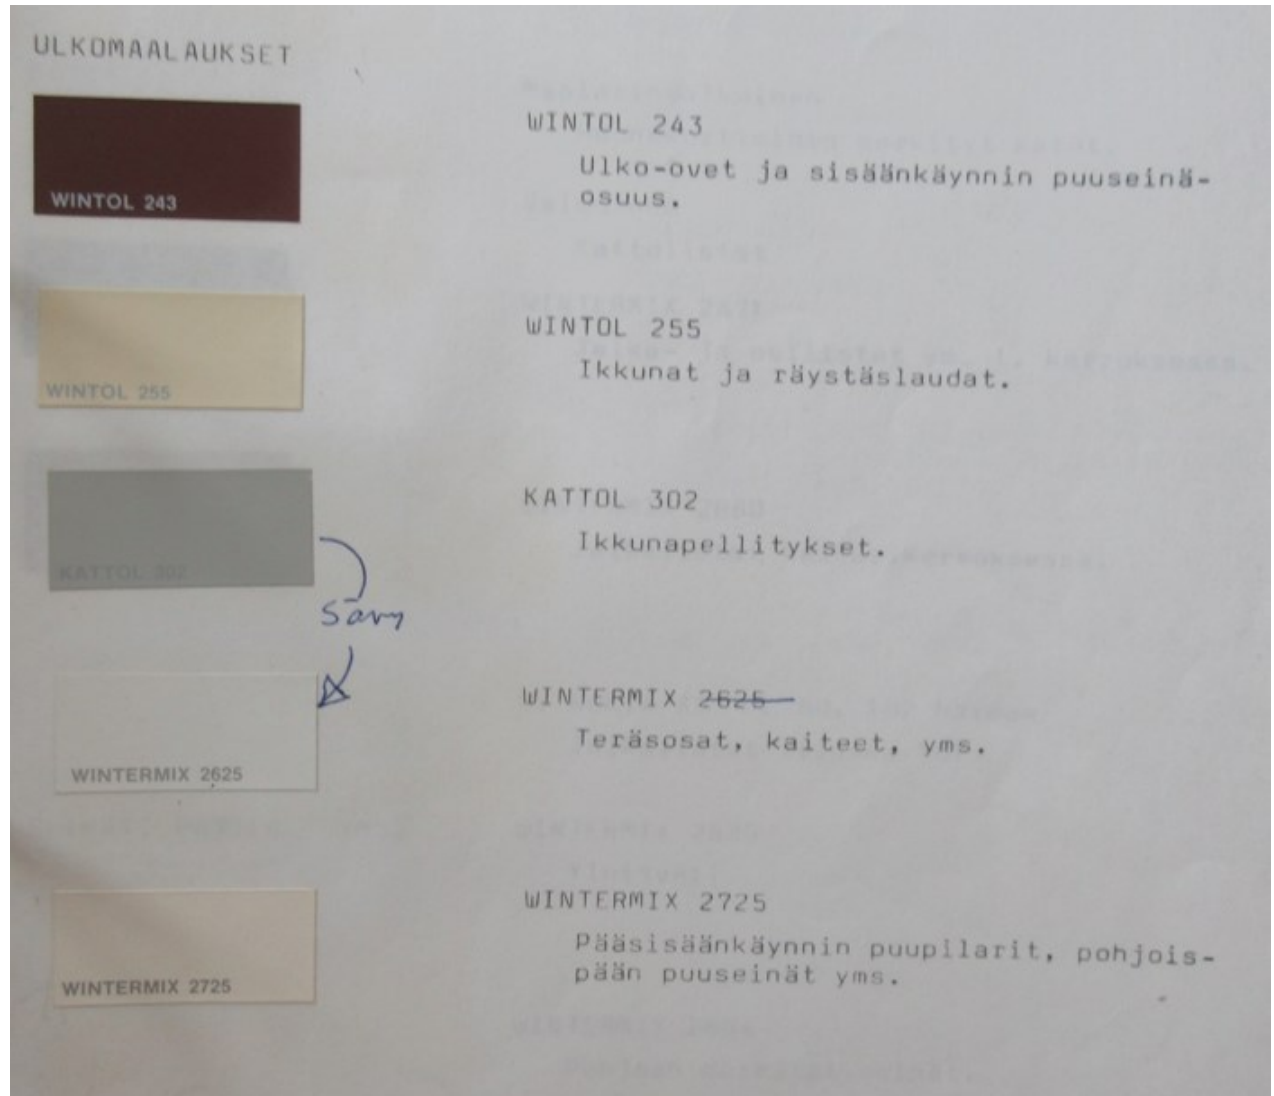 ULKOMAALAUKSET
WINTOL 243
WINTOL 243
Ulko-ovet ja sisäänkäynnin puuseinä-
osuus.
WINTOL 255
WINTOL 255
Ikkunat ja räystäslaudat.
KATTOL 302
KATTOL 302
Ikkunapellitykset.
Sävy
WINTERMIX 2625
WINTERMIX 2625
Teräsosat, kaiteet, yms.
WINTERMIX 2725
WINTERMIX 2725
Pääsisäänkäynnin puupilarit, pohjois-
pään puuseinät yms.